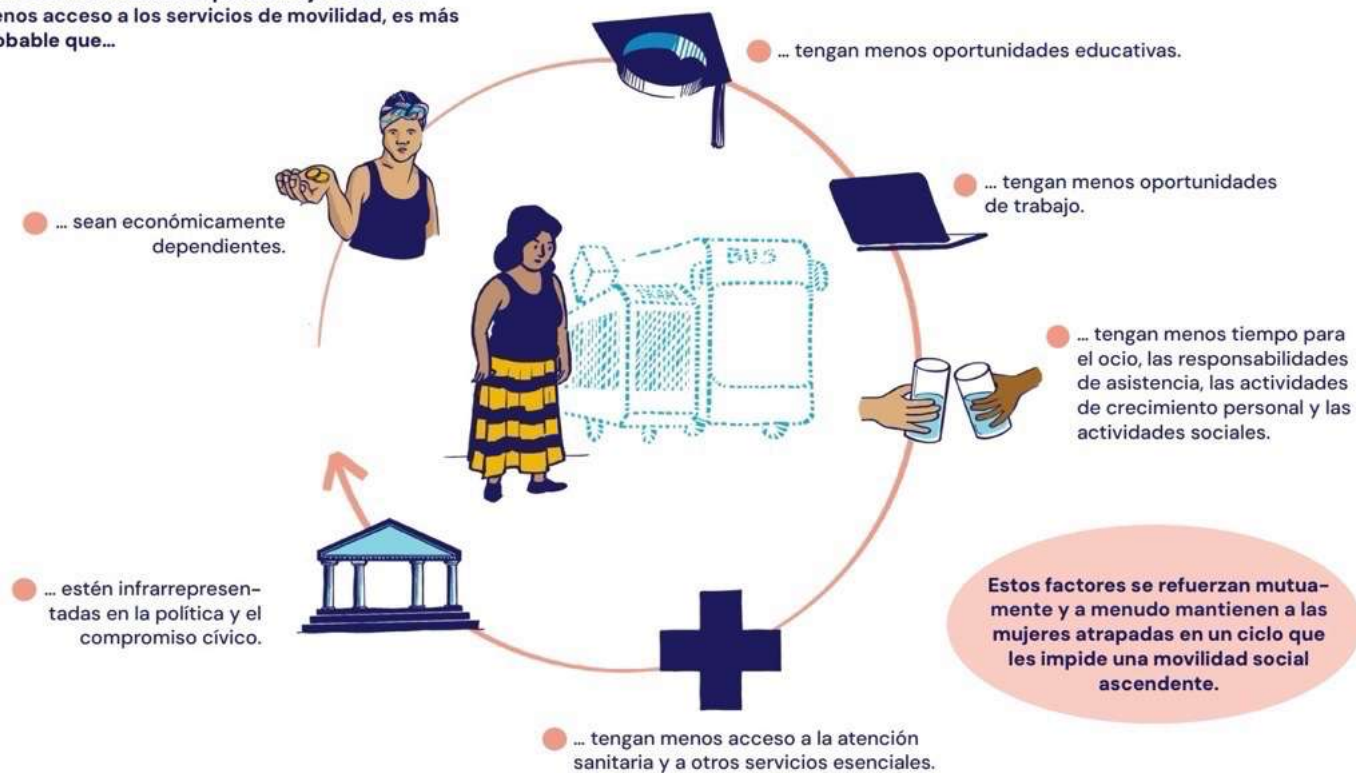 acceso a los servicios de movilidad, es más
que...
... tengan menos oportunidades educativas.
... tengan menos oportunidades
de trabajo.
... tengan menos tiempo para
el ocio, las responsabilidades
de asistencia, las actividades
de crecimiento personal y las
actividades sociales.
Estos factores se refuerzan mutua-
mente y a menudo mantienen a las
mujeres atrapadas en un ciclo que
les impide una movilidad social
ascendente.
... tengan menos acceso a la atención
sanitaria y a otros servicios esenciales.
... estén infrarrepresen-
tadas en la política y el
compromiso cívico.
... sean económicamente
dependientes.
BUS
TRAM